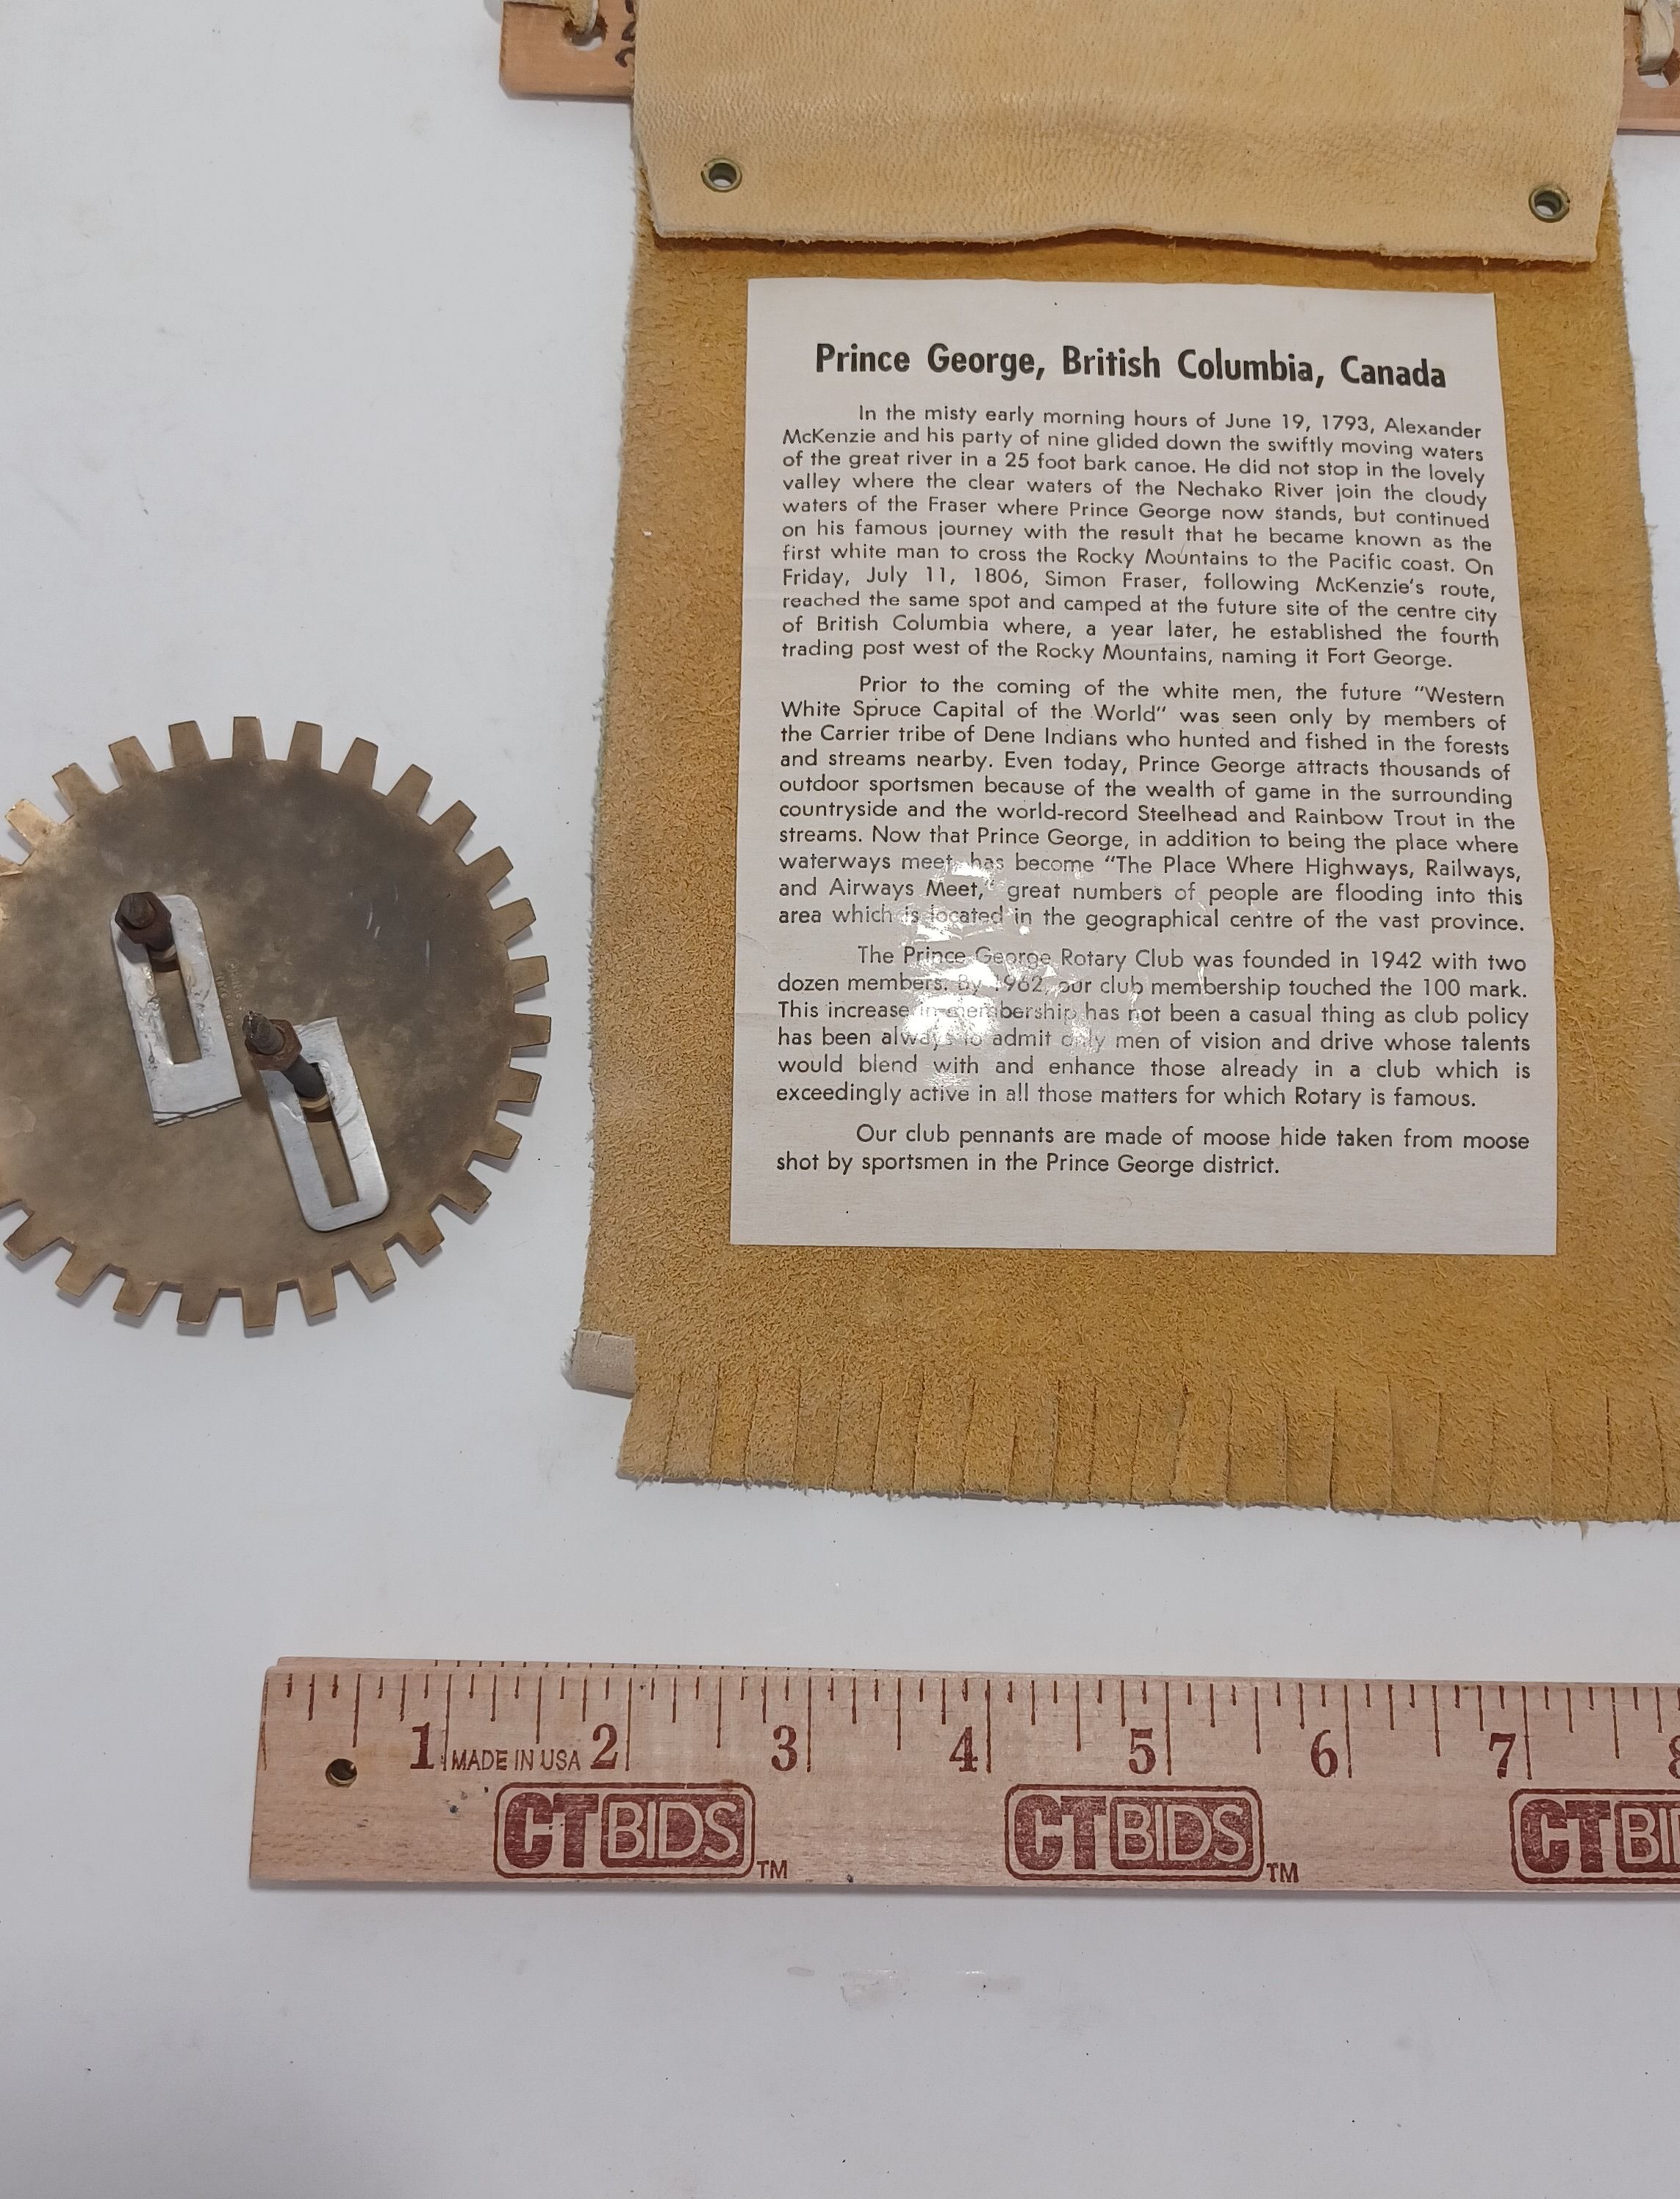 Prince George, British Columbia, Canada
In the misty early morning hours of June 19, 1793, Alexander
McKenzie and his party of nine glided down the swiftly moving waters
of the great river in a 25 foot bark canoe. He did not stop in the lovely
valley where the clear waters of the Nechako River join the cloudy
waters of the Fraser where Prince George now stands, but continued
on his famous journey with the result that he became known as the
first white man to cross the Rocky Mountains to the Pacific coast. On
Friday, July 11, 1806, Simon Fraser, following McKenzie's route,
reached the same spot and camped at the future site of the centre city
of British Columbia where, a year later, he established the fourth
trading post west of the Rocky Mountains, naming it Fort George.
Prior to the coming of the white men, the future "Western
White Spruce Capital of the World" was seen only by members of
the Carrier tribe of Dene Indians who hunted and fished in the forests
and streams nearby. Even today, Prince George attracts thousands of
outdoor sportsmen because of the wealth of game in the surrounding
countryside and the world-record Steelhead and Rainbow Trout in the
streams. Now that Prince George, in addition to being the place where
waterways meet, has become "The Place Where Highways, Railways,
and Airways Meet," great numbers of people are flooding into this
area which is located in the geographical centre of the vast province.
The Prince George Rotary Club was founded in 1942 with two
dozen members. By 1962, our club membership touched the 100 mark.
This increase in membership has not been a casual thing as club policy
has been always to admit only men of vision and drive whose talents
would blend with and enhance those already in a club which is
exceedingly active in all those matters for which Rotary is famous.
Our club pennants are made of moose hide taken from moose
shot by sportsmen in the Prince George district.
1 MADE IN USA 2 3 4 5 6 7 8
CTBIDS TM CTBIDS TM CTBI